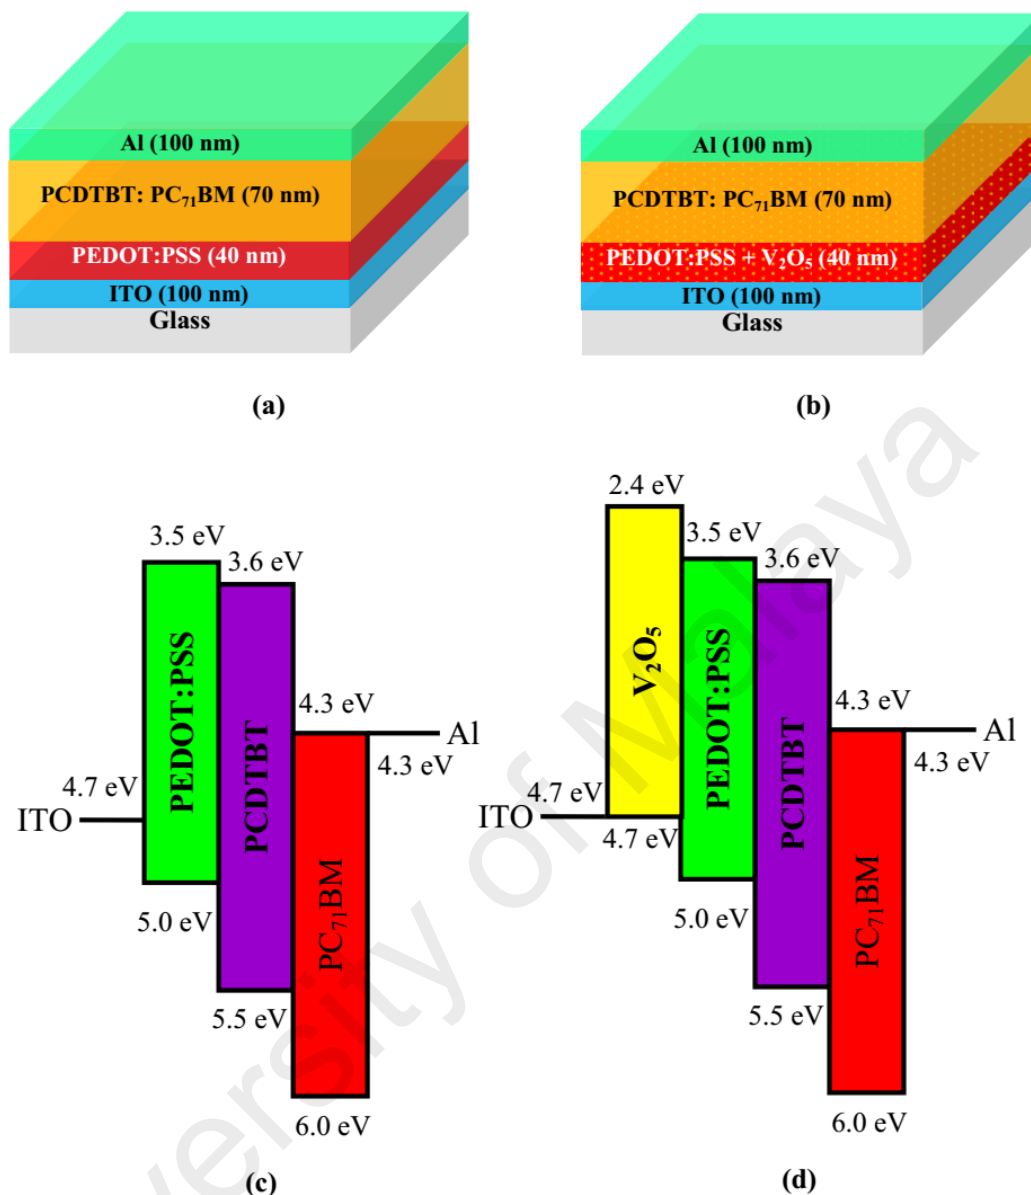 Al (100 nm)
PCDTBT: PC₇₁BM (70 nm)
PEDOT:PSS (40 nm)
ITO (100 nm)
Glass
(a)
Al (100 nm)
PCDTBT: PC₇₁BM (70 nm)
PEDOT:PSS + V₂O₅ (40 nm)
ITO (100 nm)
Glass
(b)
3.5 eV
3.6 eV
4.3 eV
Al
4.3 eV
4.7 eV
ITO
PEDOT:PSS
PCDTBT
PC₇₁BM
5.0 eV
5.5 eV
6.0 eV
(c)
2.4 eV
3.5 eV
3.6 eV
4.3 eV
Al
4.3 eV
4.7 eV
ITO
4.7 eV
V₂O₅
PEDOT:PSS
PCDTBT
PC₇₁BM
5.0 eV
5.5 eV
6.0 eV
(d)
versity of Malaya